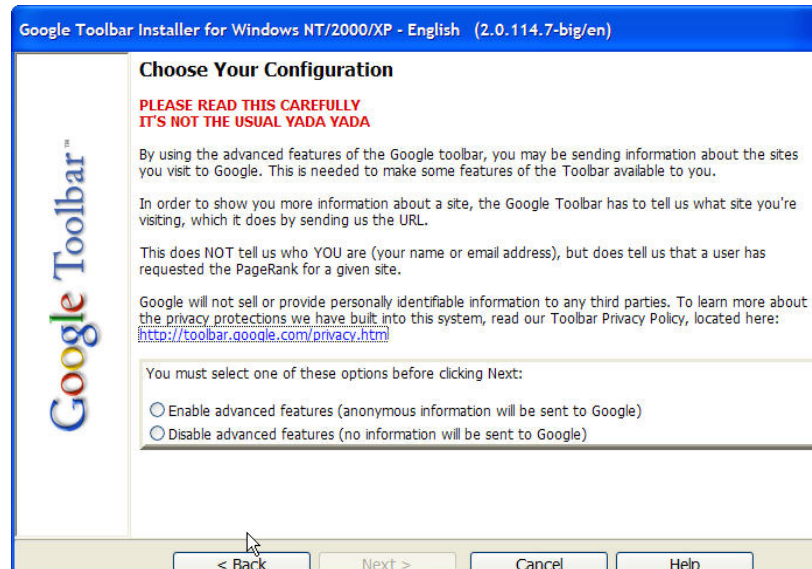 Google Toolbar Installer for Windows NT/2000/XP - English (2.0.114.7-big/en)
Google Toolbar™
Choose Your Configuration
PLEASE READ THIS CAREFULLY
IT'S NOT THE USUAL YADA YADA
By using the advanced features of the Google toolbar, you may be sending information about the sites
you visit to Google. This is needed to make some features of the Toolbar available to you.
In order to show you more information about a site, the Google Toolbar has to tell us what site you're
visiting, which it does by sending us the URL.
This does NOT tell us who YOU are (your name or email address), but does tell us that a user has
requested the PageRank for a given site.
Google will not sell or provide personally identifiable information to any third parties. To learn more about
the privacy protections we have built into this system, read our Toolbar Privacy Policy, located here:
http://toolbar.google.com/privacy.htm
You must select one of these options before clicking Next:
Enable advanced features (anonymous information will be sent to Google)
Disable advanced features (no information will be sent to Google)
< Back Next > Cancel Help